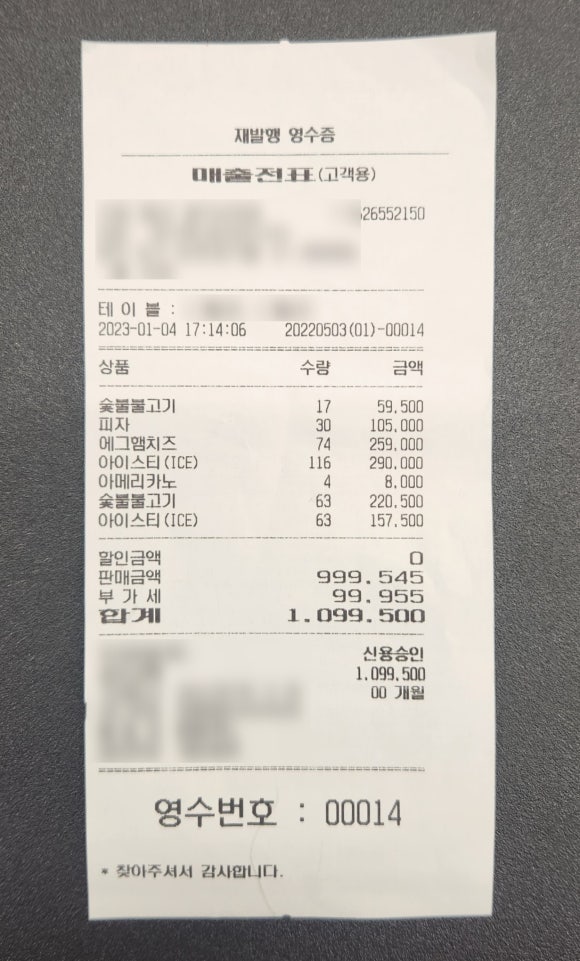 재발행 영수증
매출전표(고객용)
26552150
테 이 블 :
2023-01-04 17:14:06 20220503(01)-00014
상품 수량 금액
숯불불고기 17 59,500
피자 30 105,000
에그햄치즈 74 259,000
아이스티(ICE) 116 290,000
아메리카노 4 8,000
숯불불고기 63 220,500
아이스티(ICE) 63 157,500
할인금액 0
판매금액 999.545
부 가 세 99.955
합계 1.099.500
신용승인
1,099,500
00 개월
영수번호 : 00014
* 찾아주셔서 감사합니다.